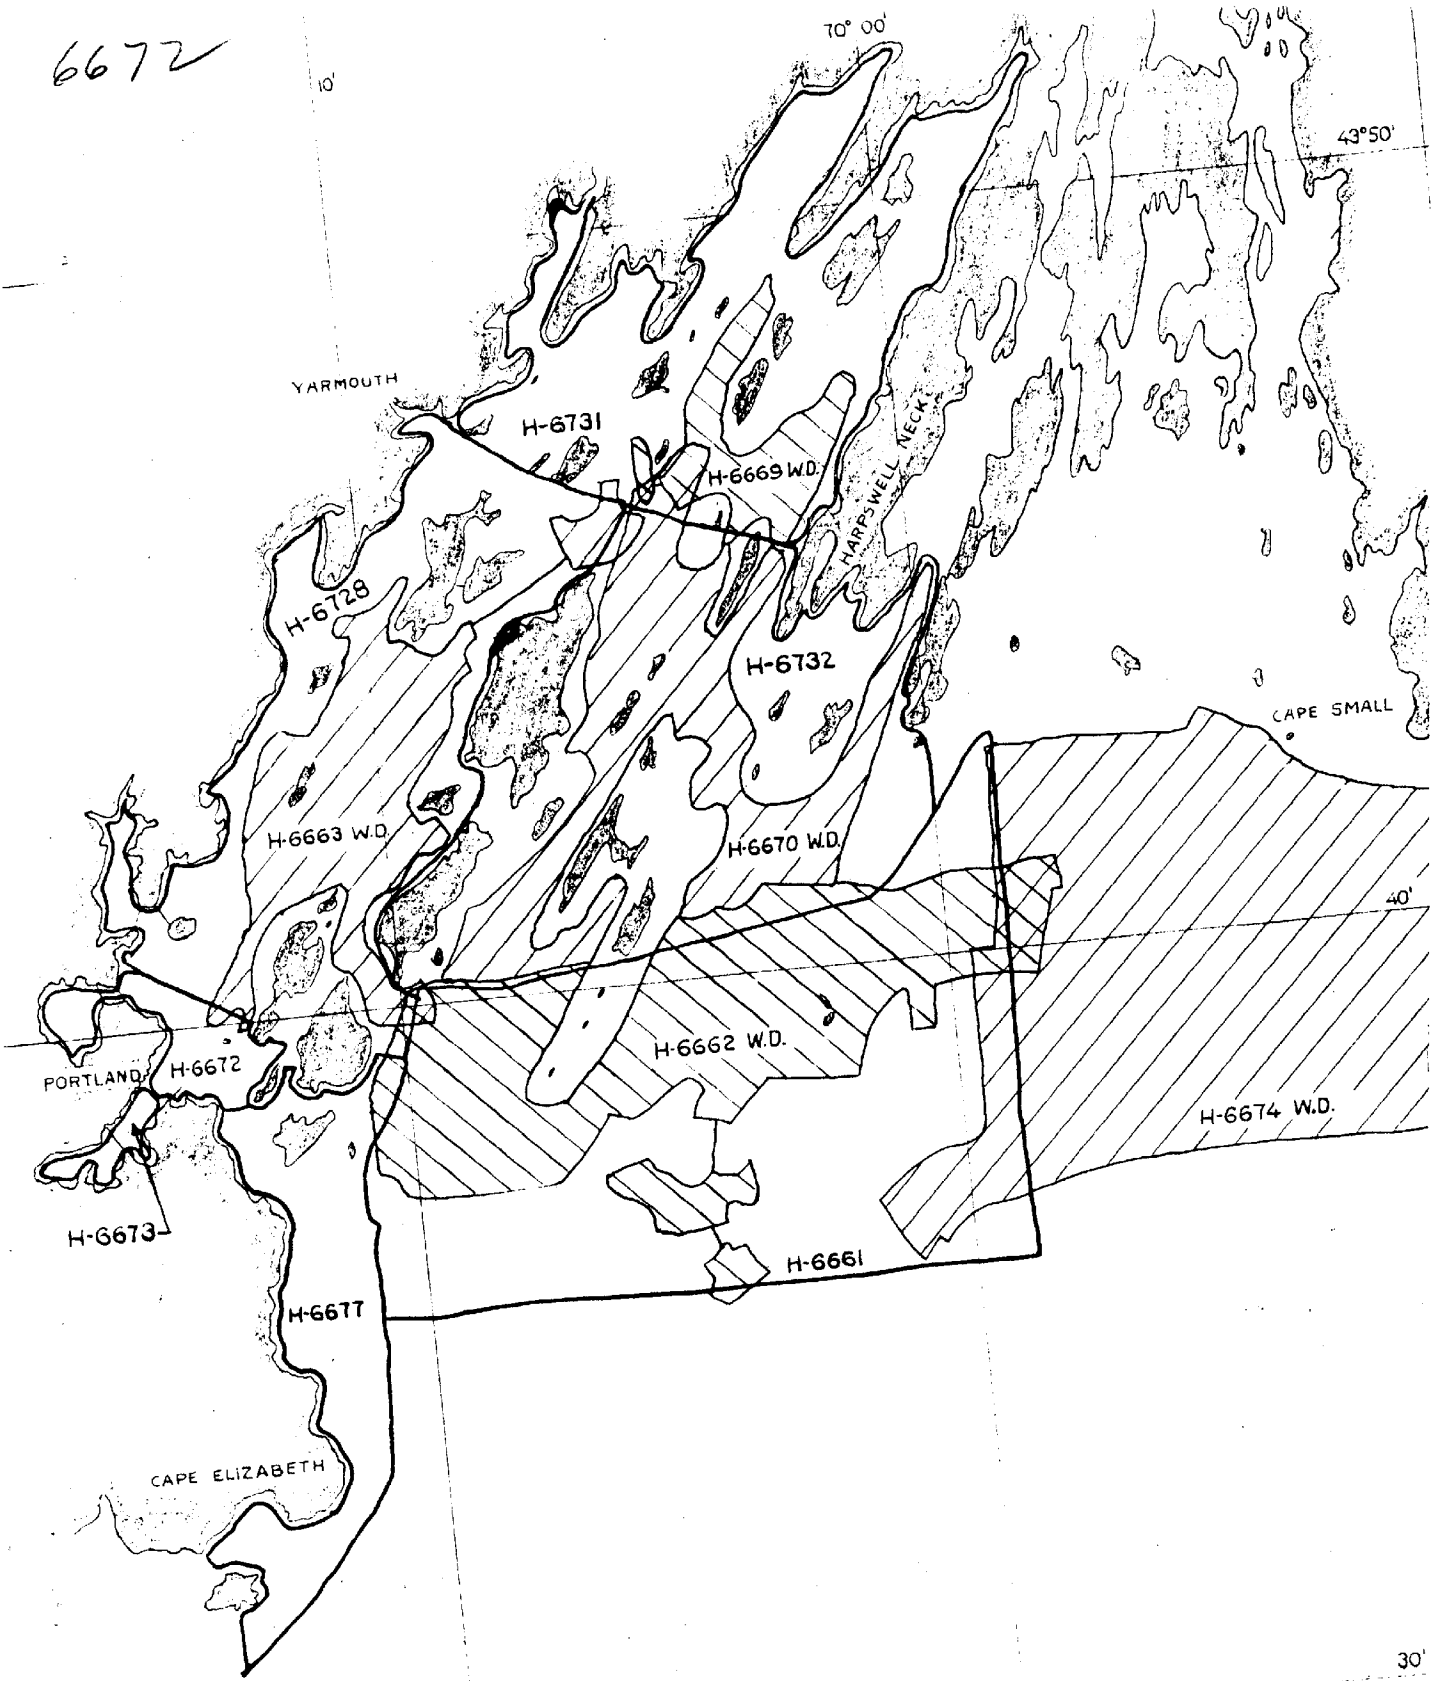 6672
70° 00'
10'
43°50'
YARMOUTH
H-6731
H-6669 W.D.
HARPSWELL NECK
H-6728
H-6732
CAPE SMALL
H-6663 W.D.
H-6670 W.D.
40'
H-6662 W.D.
PORTLAND
H-6672
H-6674 W.D.
H-6673
H-6661
H-6677
CAPE ELIZABETH
30'